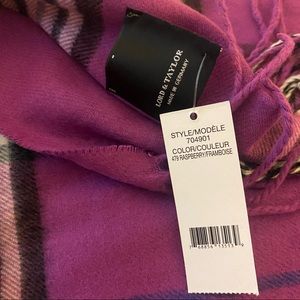 LORD & TAYLOR
MADE IN GERMANY
STYLE/MODÈLE
704901
COLOR/COULEUR
479 RASPBERRY/FRAMBOISE